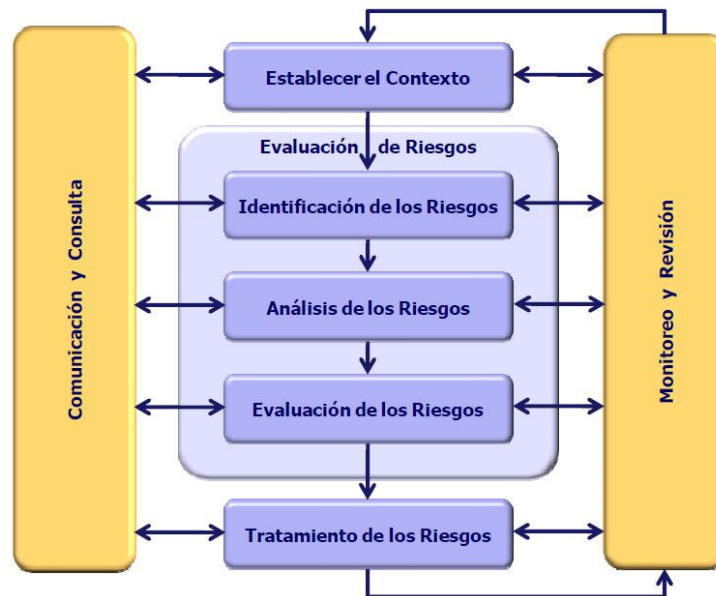 Establecer el Contexto
Evaluación de Riesgos
Identificación de los Riesgos
Análisis de los Riesgos
Evaluación de los Riesgos
Tratamiento de los Riesgos
Comunicación y Consulta
Monitoreo y Revisión